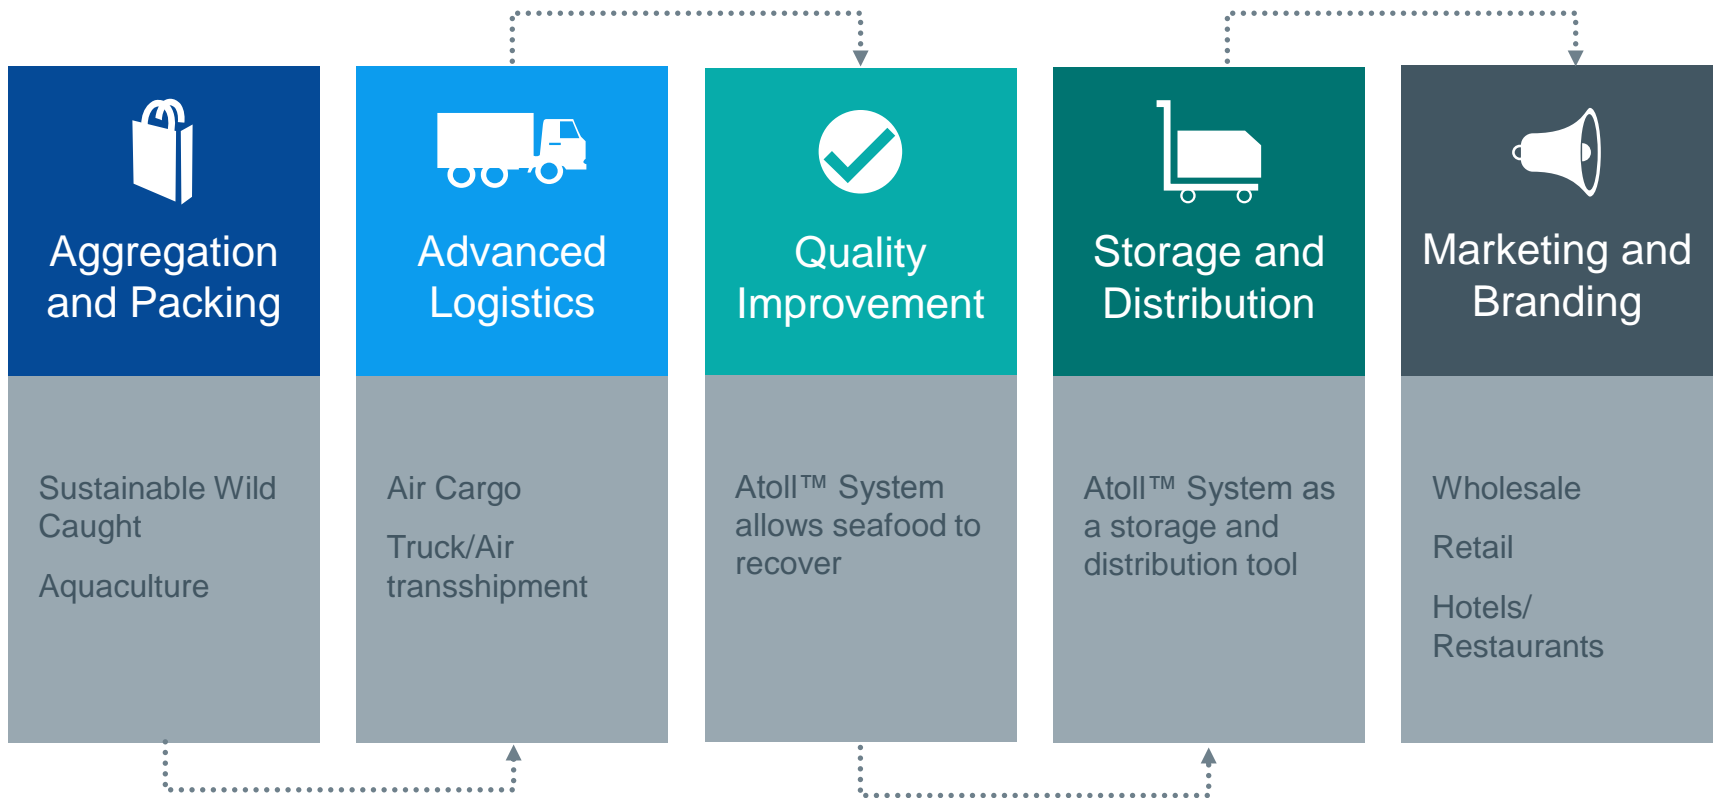 Aggregation
and Packing
Sustainable Wild
Caught
Aquaculture
Advanced
Logistics
Air Cargo
Truck/Air
transshipment
Quality
Improvement
Atoll™ System
allows seafood to
recover
Storage and
Distribution
Atoll™ System as
a storage and
distribution tool
Marketing and
Branding
Wholesale
Retail
Hotels/
Restaurants